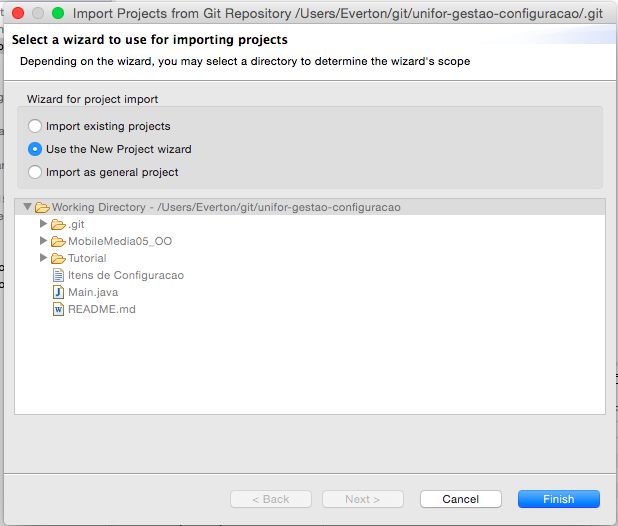 Import Projects from Git Repository /Users/Everton/git/unifor-gestao-configuracao/.git
Select a wizard to use for importing projects
Depending on the wizard, you may select a directory to determine the wizard's scope
Wizard for project import
Import existing projects
Use the New Project wizard
Import as general project
Working Directory - /Users/Everton/git/unifor-gestao-configuracao
.git
MobileMedia05_OO
Tutorial
Itens de Configuracao
Main.java
README.md
< Back
Next >
Cancel
Finish